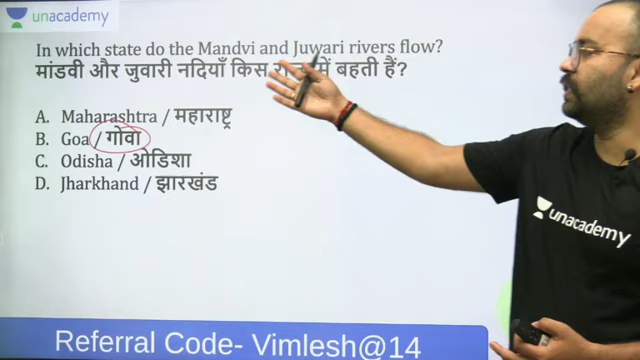 unacademy
In which state do the Mandvi and Juwari rivers flow?
मांडवी और जुवारी नदियाँ किस में बहती हैं?
A. Maharashtra / महाराष्ट्र
B. Goa / गोवा
C. Odisha / ओडिशा
D. Jharkhand / झारखंड
unacademy
Referral Code- Vimlesh@14